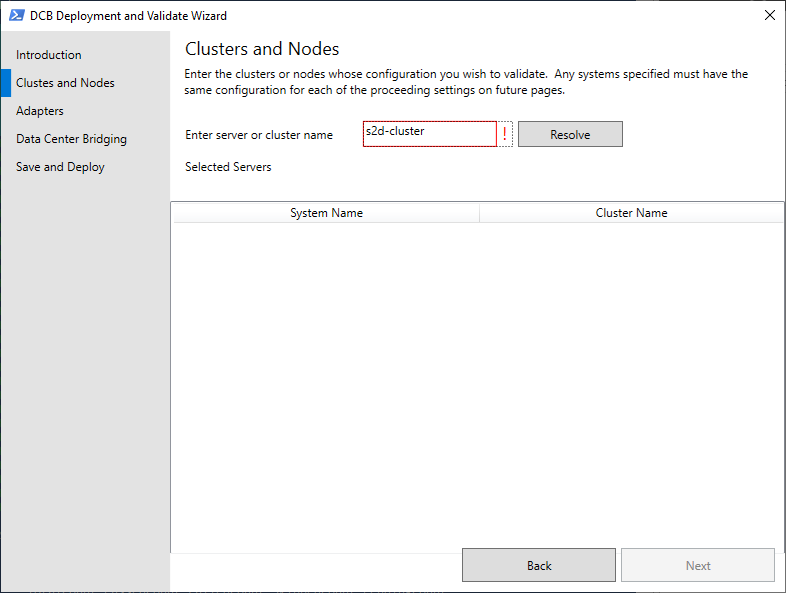 DCB Deployment and Validate Wizard
Introduction
Clustes and Nodes
Adapters
Data Center Bridging
Save and Deploy
Clusters and Nodes
Enter the clusters or nodes whose configuration you wish to validate. Any systems specified must have the
same configuration for each of the proceeding settings on future pages.
Enter server or cluster name
s2d-cluster
!
Resolve
Selected Servers
System Name
Cluster Name
Back
Next